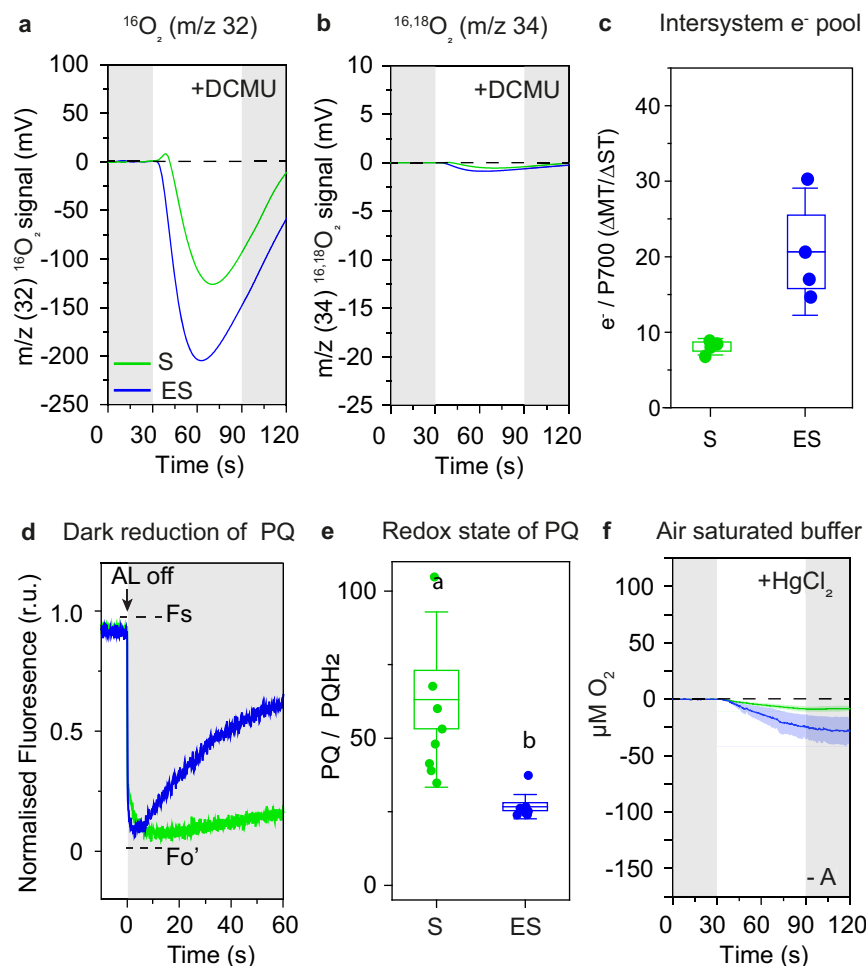 a
¹⁶O₂ (m/z 32)
+DCMU
m/z (32) ¹⁶O₂ signal (mV)
100
50
0
-50
-100
-150
-200
-250
S
ES
0 30 60 90 120
Time (s)
b
¹⁶,¹⁸O₂ (m/z 34)
+DCMU
m/z (34) ¹⁶,¹⁸O₂ signal (mV)
10
5
0
-5
-10
-15
-20
-25
0 30 60 90 120
Time (s)
c
Intersystem e⁻ pool
e⁻ / P700 (ΔMT/ΔST)
40
30
20
10
0
S ES
d
Dark reduction of PQ
AL off
Fs
Normalised Fluoresence (r.u.)
1.0
0.5
0
Fo'
0 20 40 60
Time (s)
e
Redox state of PQ
PQ / PQH2
100
50
0
a
b
S ES
f
Air saturated buffer
+HgCl₂
µM O₂
100
50
0
-50
-100
-150
- A
0 30 60 90 120
Time (s)